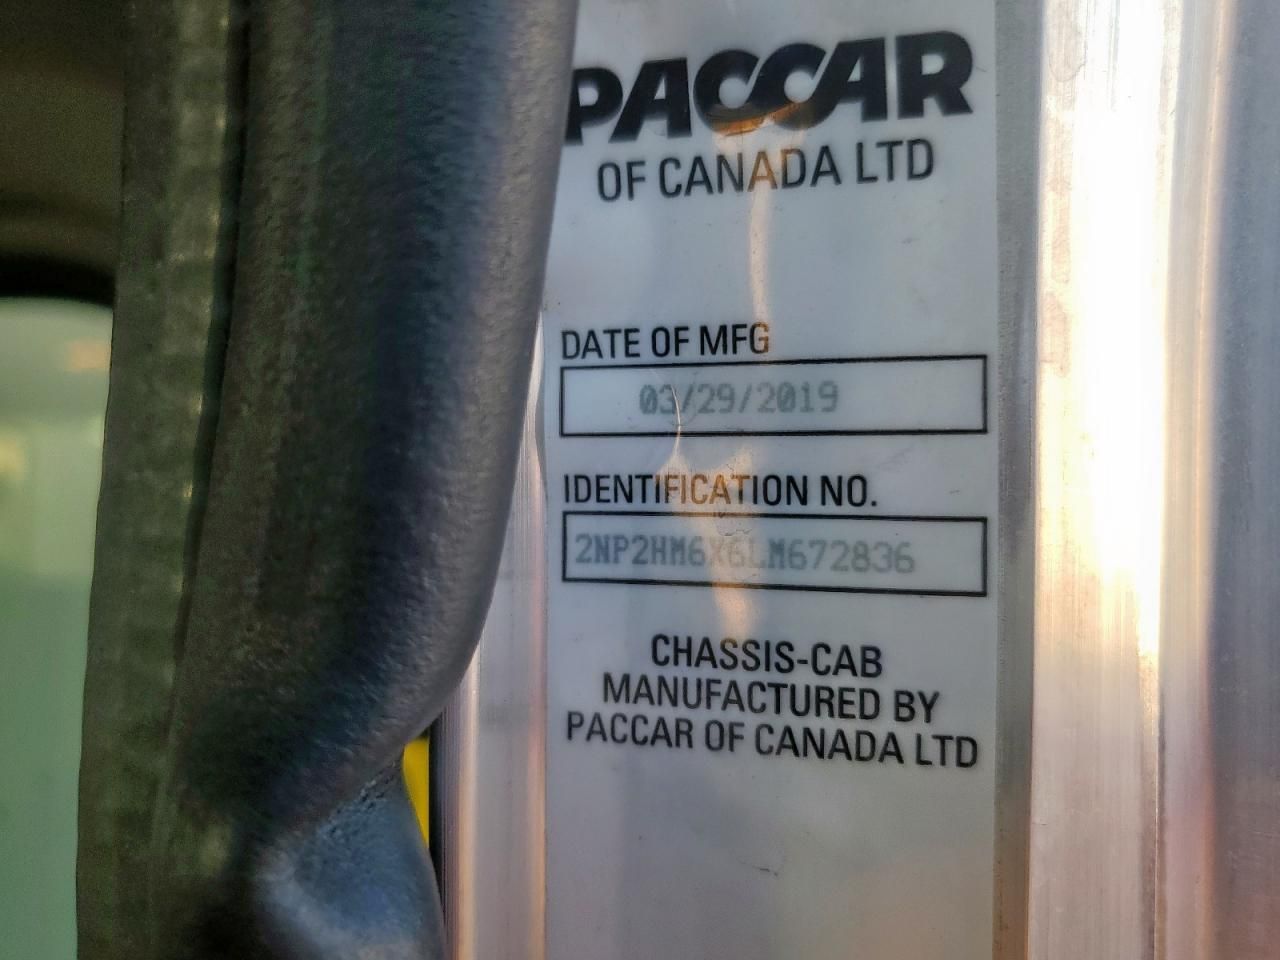 PACCAR
OF CANADA LTD
DATE OF MFG
03/29/2019
IDENTIFICATION NO.
2NP2HM6X6LM672836
CHASSIS-CAB
MANUFACTURED BY
PACCAR OF CANADA LTD